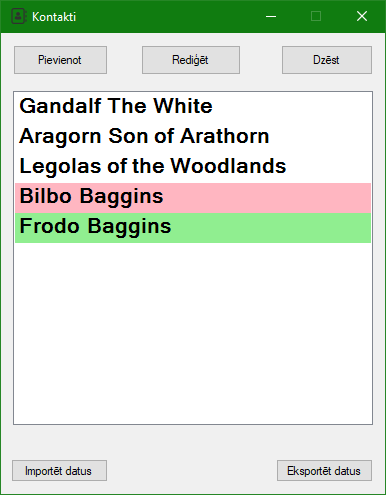 Kontakti
Pievienot Rediģēt Dzēst
Gandalf The White
Aragorn Son of Arathorn
Legolas of the Woodlands
Bilbo Baggins
Frodo Baggins
Importēt datus Eksportēt datus